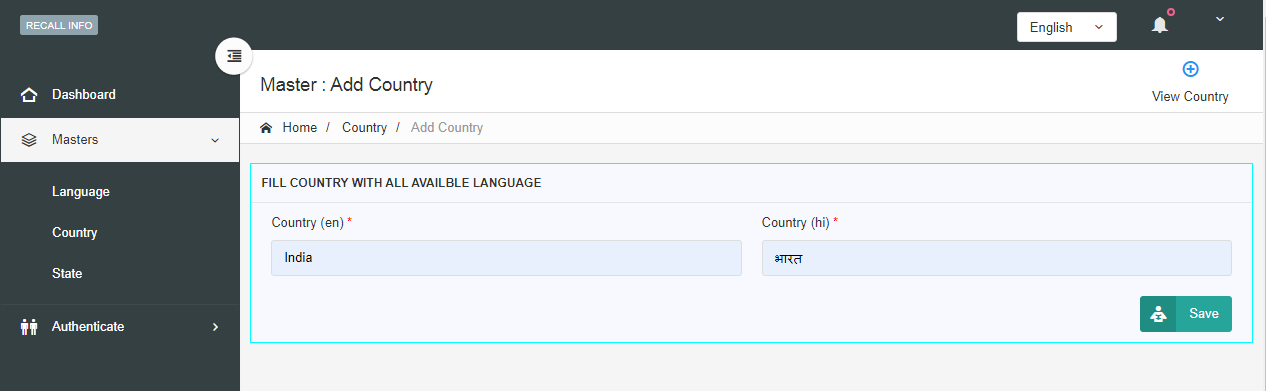 RECALL INFO
English
Dashboard
Masters
Language
Country
State
Authenticate
Master : Add Country
View Country
Home / Country / Add Country
FILL COUNTRY WITH ALL AVAILBLE LANGUAGE
Country (en) * Country (hi) *
India भारत
Save